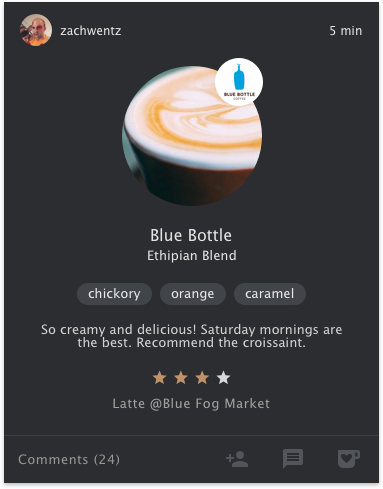 zachwentz
5 min
BLUE BOTTLE
COFFEE
Blue Bottle
Ethipian Blend
chickory
orange
caramel
So creamy and delicious! Saturday mornings are
the best. Recommend the croissaint.
Latte @Blue Fog Market
Comments (24)